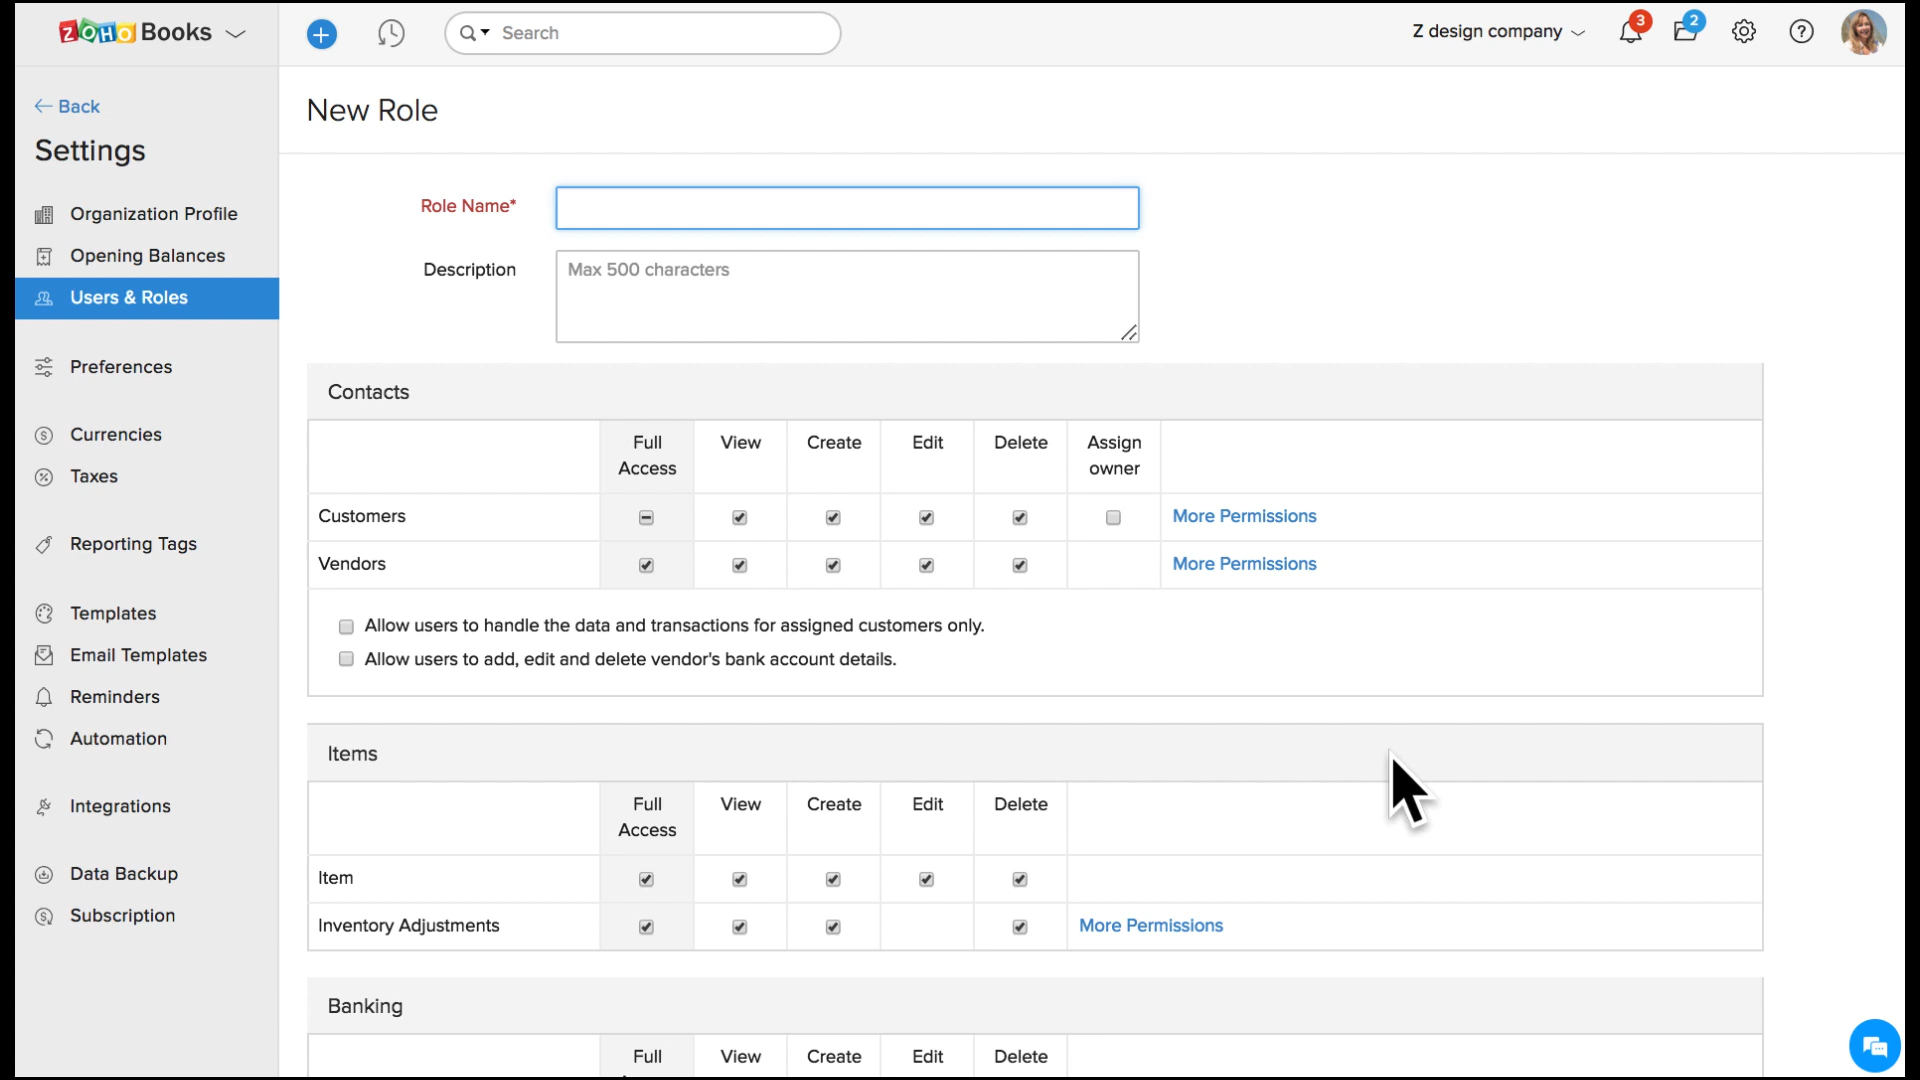 ZOHO Books
Search
Z design company
3
2
Back
Settings
Organization Profile
Opening Balances
Users & Roles
Preferences
Currencies
Taxes
Reporting Tags
Templates
Email Templates
Reminders
Automation
Integrations
Data Backup
Subscription
New Role
Role Name*
Description
Max 500 characters
Contacts
Full Access View Create Edit Delete Assign owner
Customers More Permissions
Vendors More Permissions
Allow users to handle the data and transactions for assigned customers only.
Allow users to add, edit and delete vendor's bank account details.
Items
Full Access View Create Edit Delete
Item
Inventory Adjustments More Permissions
Banking
Full View Create Edit Delete